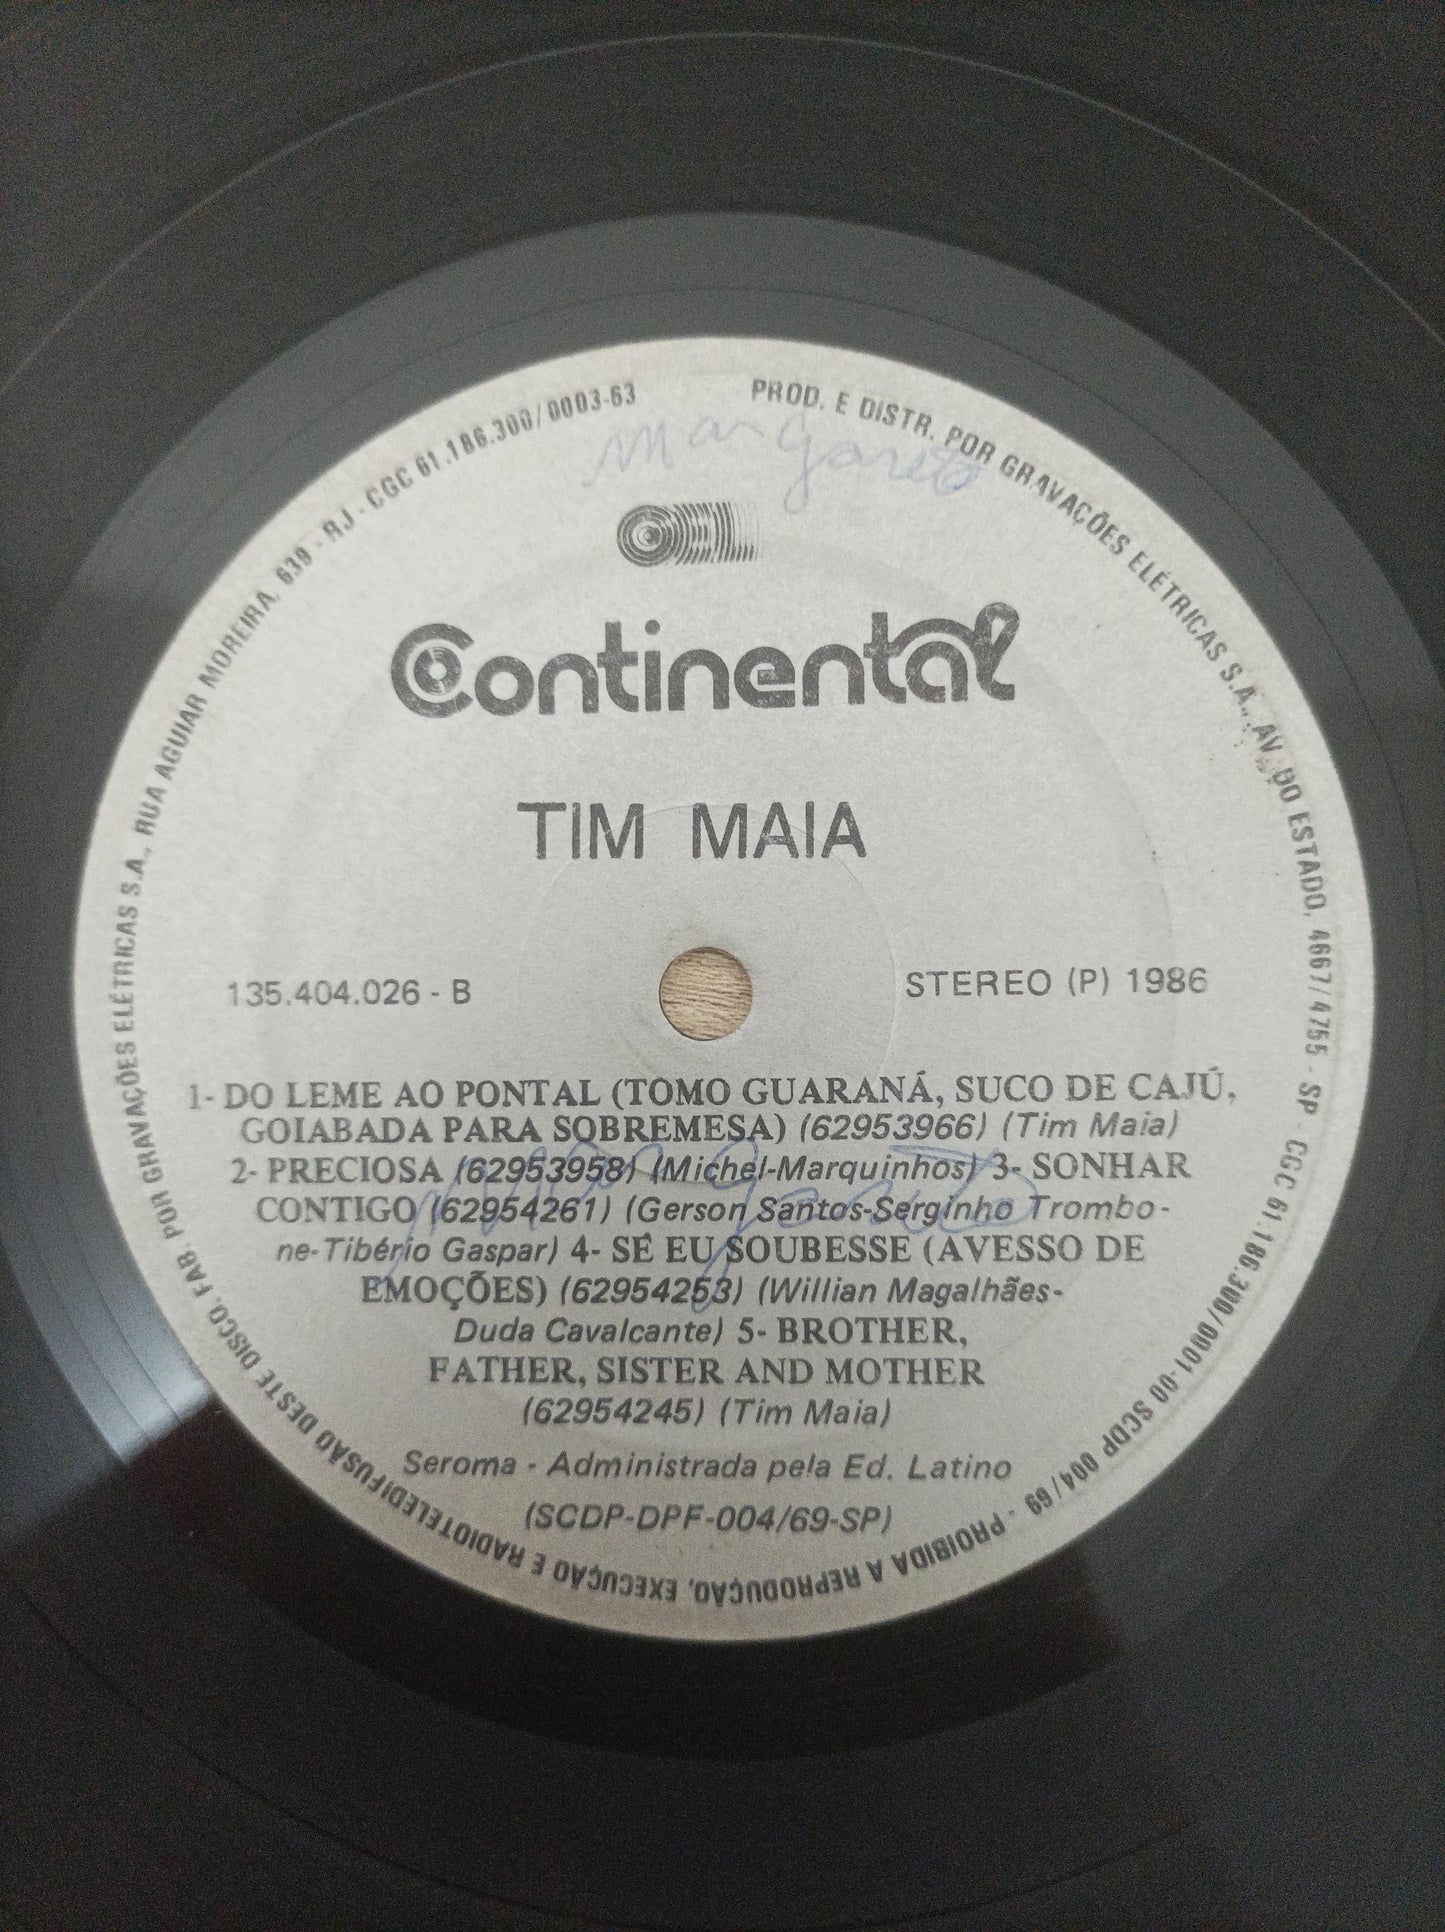 FAB. POR GRAVAÇÕES ELÉTRICAS S.A., RUA AGUIAR MOREIRA, 639 - RJ - CGC 61.186.300/0003-63
PROD. E DISTR. POR GRAVAÇÕES ELÉTRICAS S.A., AV. DO ESTADO, 4667/4755 - SP - CGC 61.186.300/0001-00 SCDP 004/69 - PROIBIDA A REPRODUÇÃO, EXECUÇÃO E RADIOTELEDIFUSÃO DESTE DISCO.
Continental
TIM MAIA
135.404.026 - B
STEREO (P) 1986
1- DO LEME AO PONTAL (TOMO GUARANÁ, SUCO DE CAJÚ,
GOIABADA PARA SOBREMESA) (62953966) (Tim Maia)
2- PRECIOSA (62953958) (Michel-Marquinhos) 3- SONHAR
CONTIGO (62954261) (Gerson Santos-Serginho Trombo-
ne-Tibério Gaspar) 4- SÊ EU SOUBESSE (AVESSO DE
EMOÇÕES) (62954253) (Willian Magalhães-
Duda Cavalcante) 5- BROTHER,
FATHER, SISTER AND MOTHER
(62954245) (Tim Maia)
Seroma - Administrada pela Ed. Latino
(SCDP-DPF-004/69-SP)